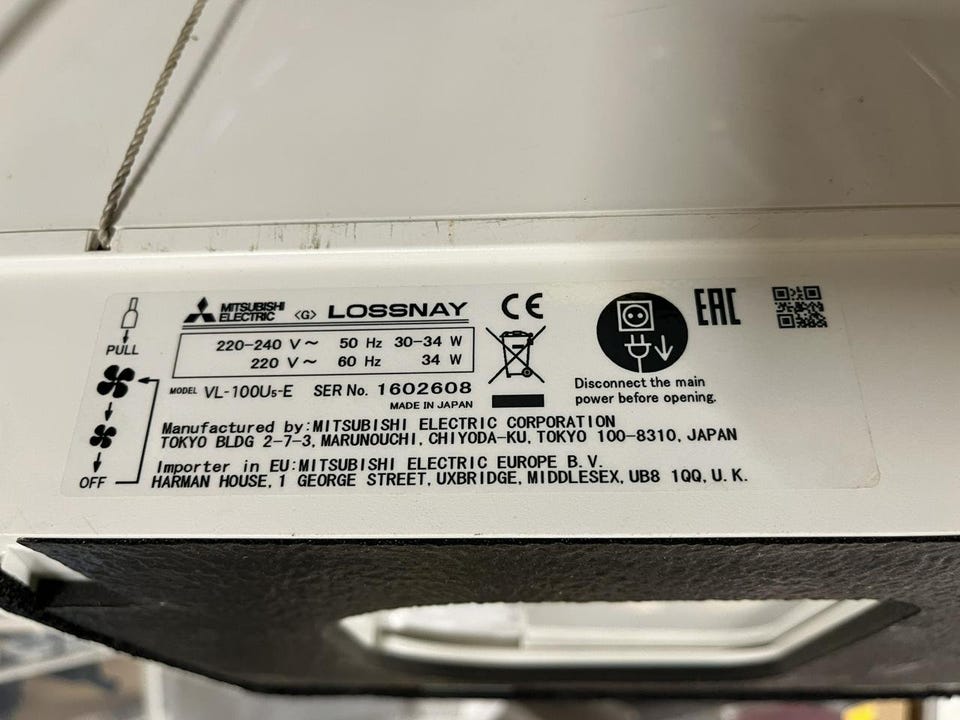 PULL
OFF
MITSUBISHI ELECTRIC <G> LOSSNAY
220-240 V～ 50 Hz 30-34 W
220 V～ 60 Hz 34 W
MODEL VL-100U5-E SER No. 1602608
MADE IN JAPAN
CE
EAC
Disconnect the main
power before opening.
Manufactured by:MITSUBISHI ELECTRIC CORPORATION
TOKYO BLDG 2-7-3, MARUNOUCHI, CHIYODA-KU, TOKYO 100-8310, JAPAN
Importer in EU:MITSUBISHI ELECTRIC EUROPE B.V.
HARMAN HOUSE, 1 GEORGE STREET, UXBRIDGE, MIDDLESEX, UB8 1QQ, U.K.